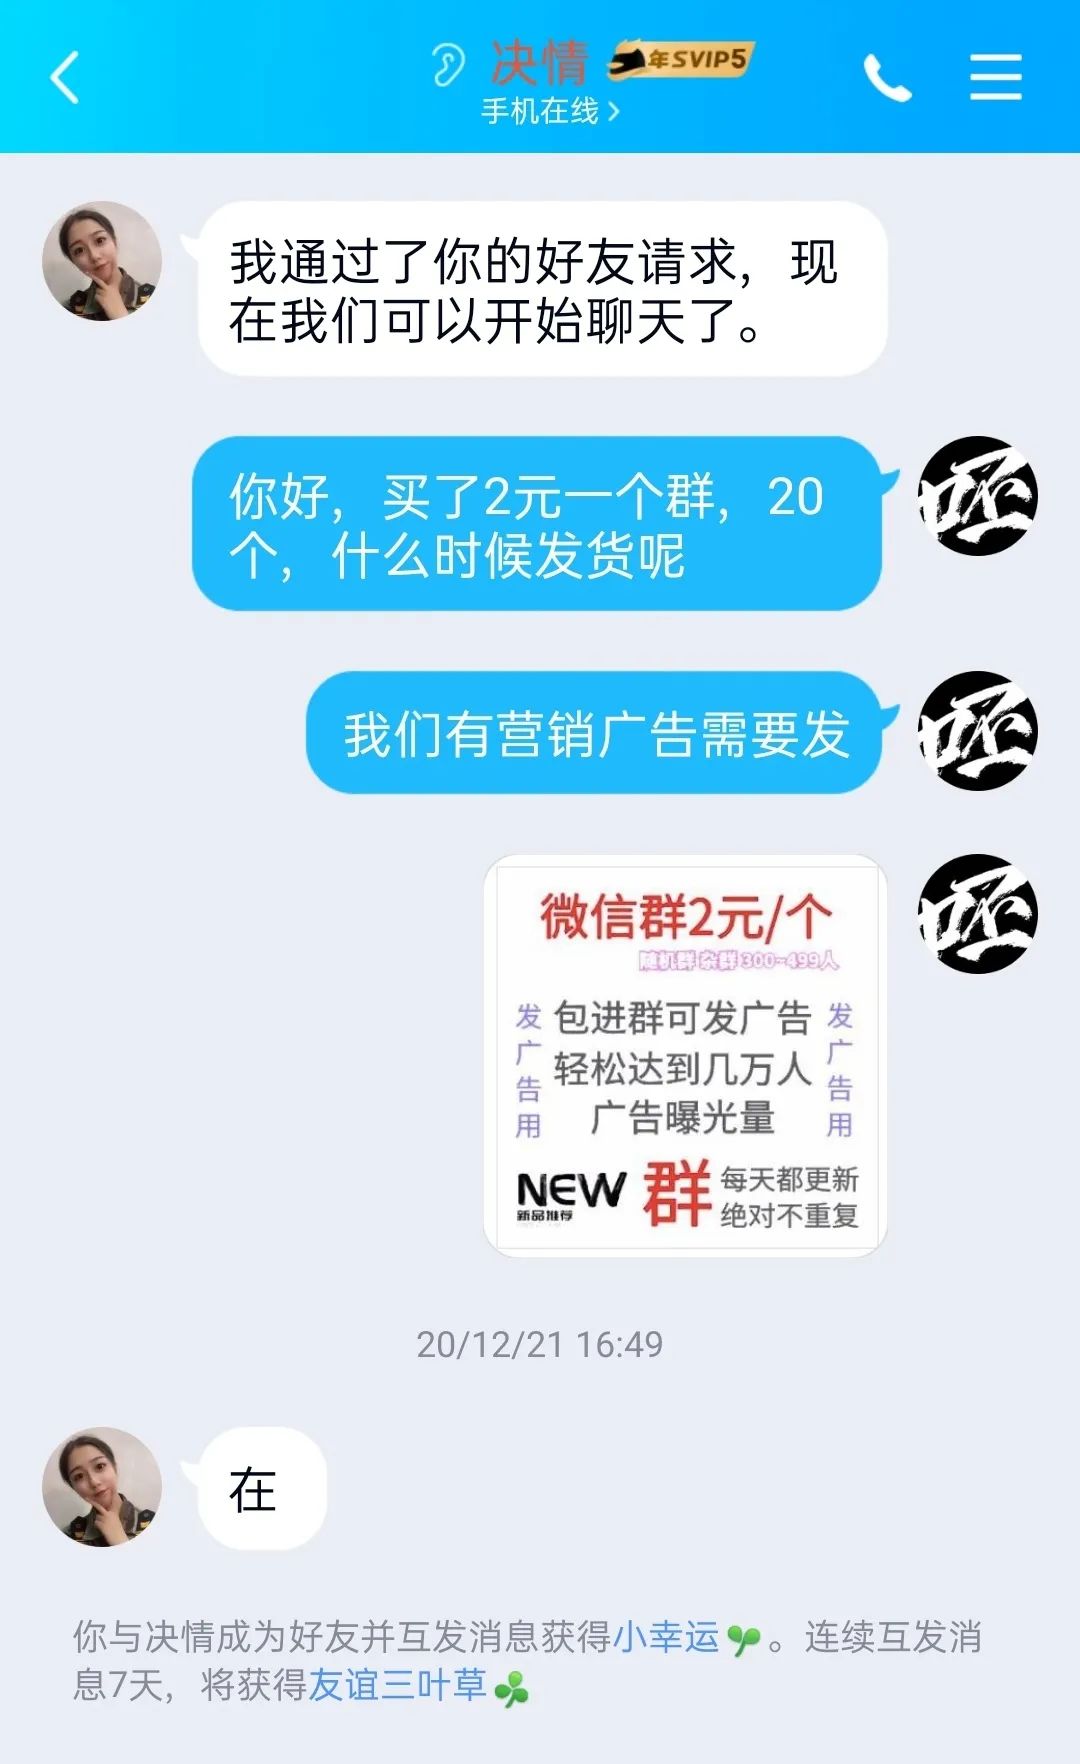 决情 年SVIP5
手机在线
我通过了你的好友请求，现
在我们可以开始聊天了。
你好，买了2元一个群，20
个，什么时候发货呢
我们有营销广告需要发
微信群2元/个
随机群杂群300~499人
发广告用
包进群可发广告
轻松达到几万人
广告曝光量
发广告用
NEW
新品推荐
群
每天都更新
绝对不重复
20/12/21 16:49
在
你与决情成为好友并互发消息获得小幸运。连续互发消
息7天，将获得友谊三叶草